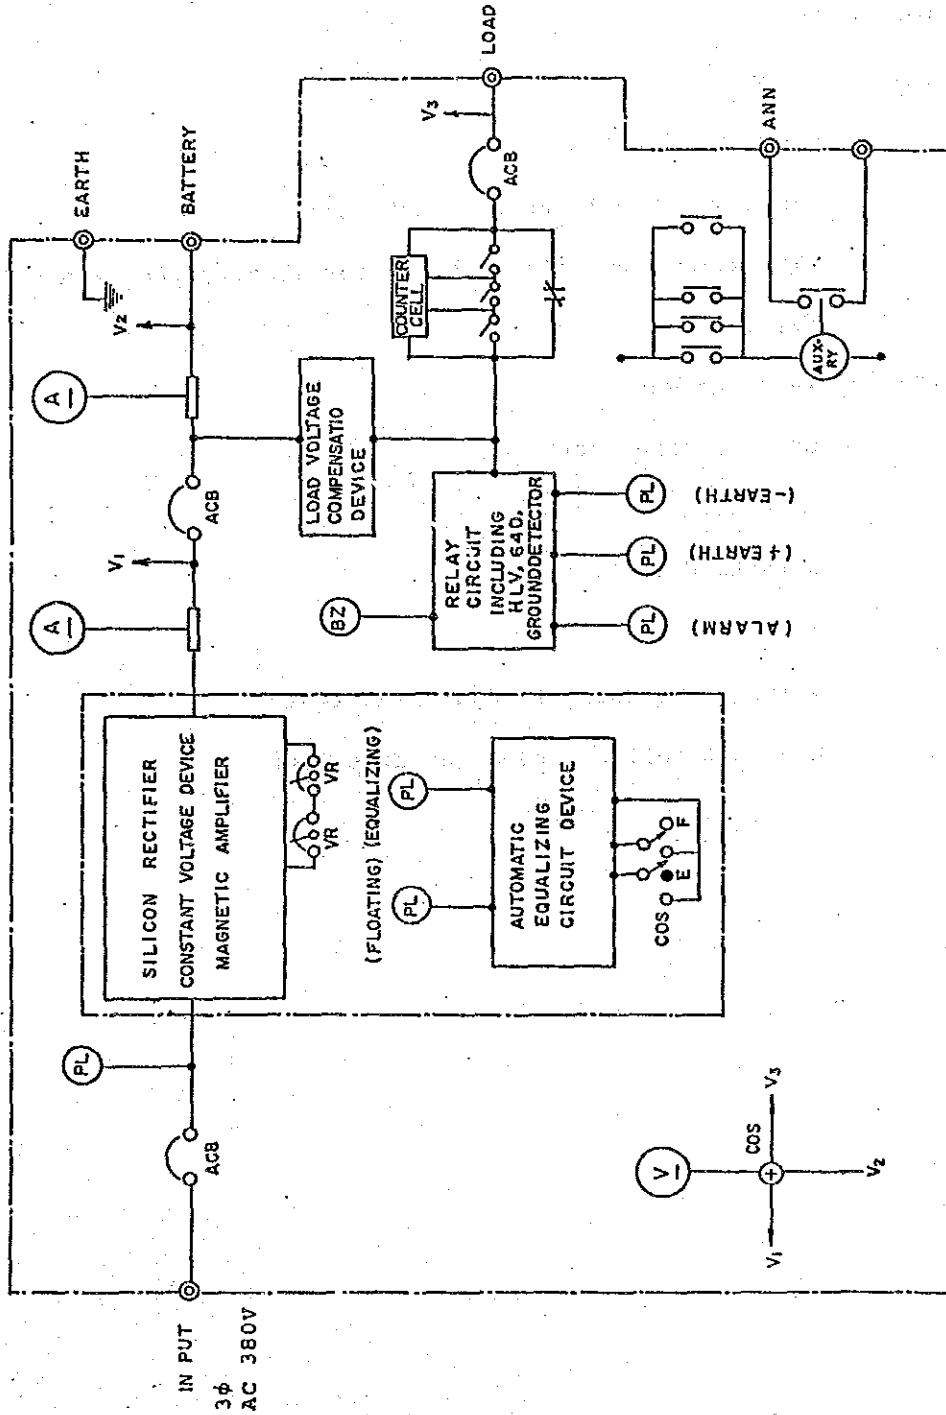 IN PUT
3φ
AC 380V
ACB
PL
SILICON RECTIFIER
CONSTANT VOLTAGE DEVICE
MAGNETIC AMPLIFIER
VR
VR
(FLOATING) (EQUALIZING)
PL
PL
AUTOMATIC
EQUALIZING
CIRCUIT DEVICE
COS
E
F
A
V1
ACB
A
V2
EARTH
BATTERY
LOAD VOLTAGE
COMPENSATIO
DEVICE
BZ
RELAY
CIRCUIT
INCLUDING
HLV, 64D,
GROUNDDETECTOR
PL
PL
PL
(ALARM)
(+EARTH)
(-EARTH)
COUNTER
CELL
ACB
V3
LOAD
AUX-
RY
ANN
V
COS
V1
V2
V3